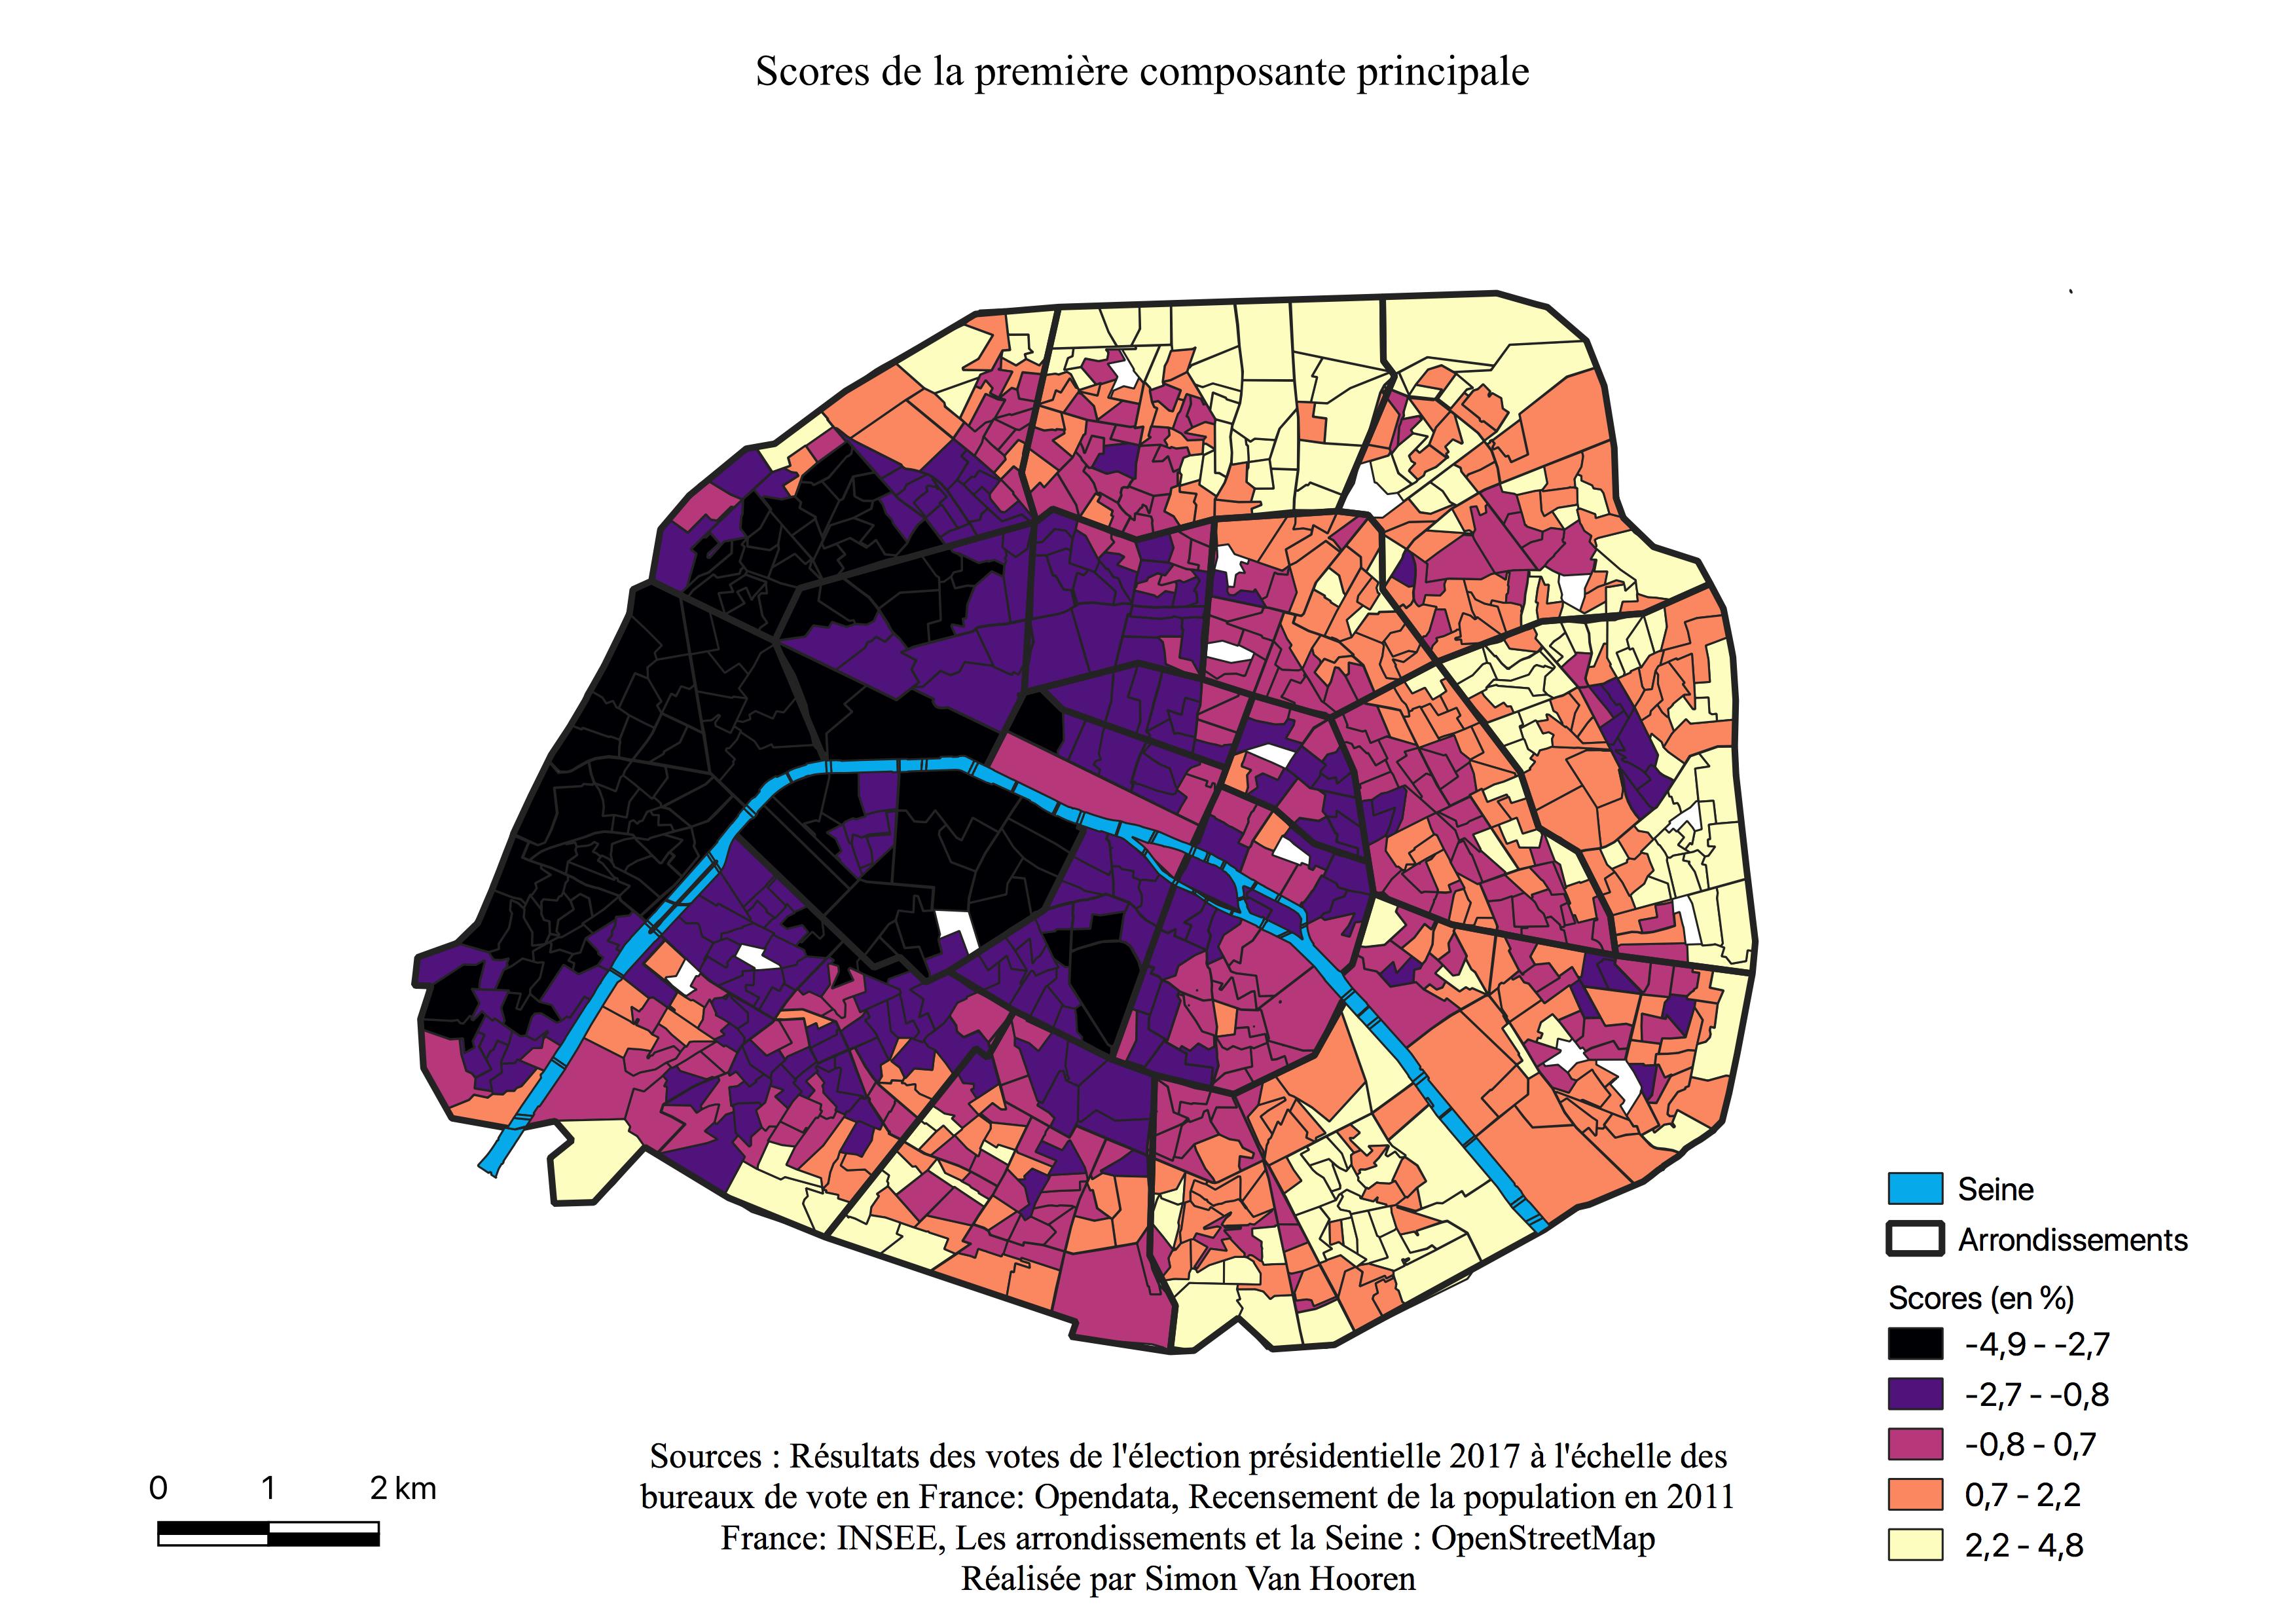 Scores de la première composante principale
Seine
Arrondissements
Scores (en %)
-4,9 - -2,7
-2,7 - -0,8
-0,8 - 0,7
0,7 - 2,2
2,2 - 4,8
0 1 2 km
Sources : Résultats des votes de l'élection présidentielle 2017 à l'échelle des
bureaux de vote en France: Opendata, Recensement de la population en 2011
France: INSEE, Les arrondissements et la Seine : OpenStreetMap
Réalisée par Simon Van Hooren